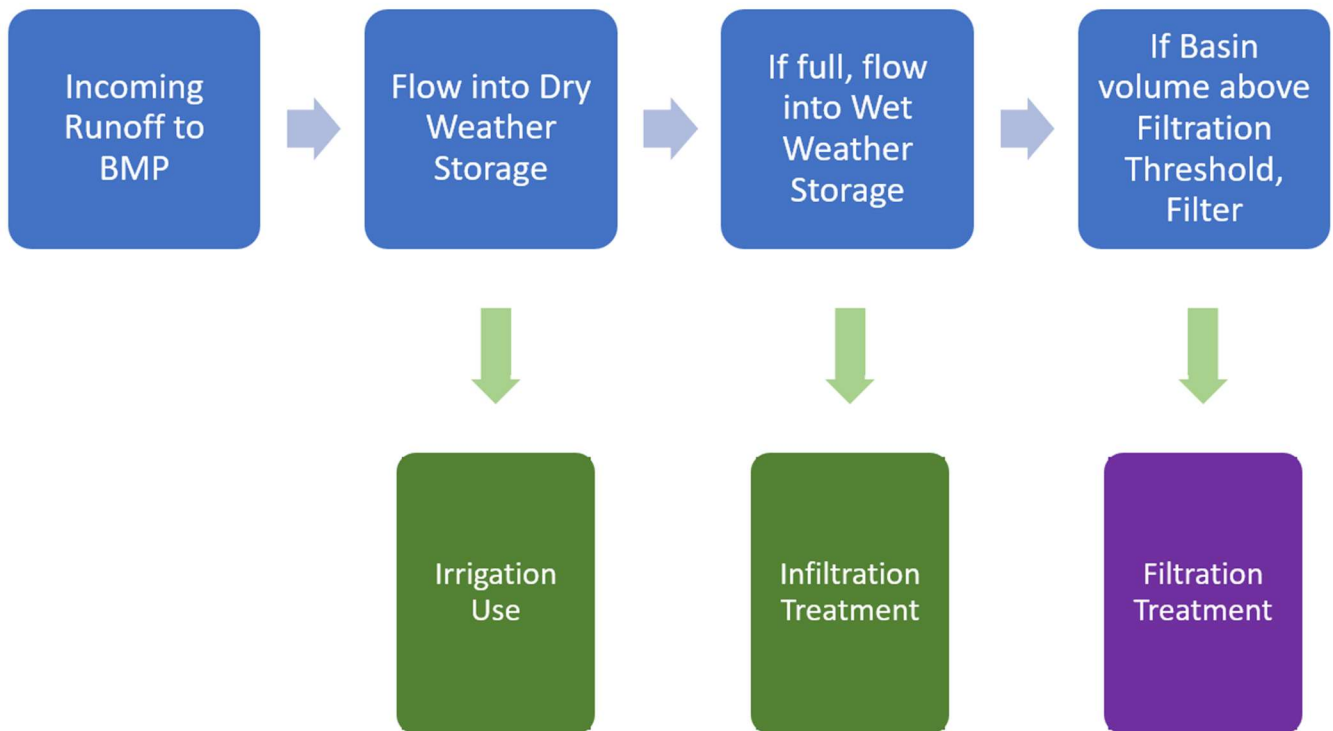 Incoming
Runoff to
BMP
Flow into Dry
Weather
Storage
If full, flow
into Wet
Weather
Storage
If Basin
volume above
Filtration
Threshold,
Filter
Irrigation
Use
Infiltration
Treatment
Filtration
Treatment